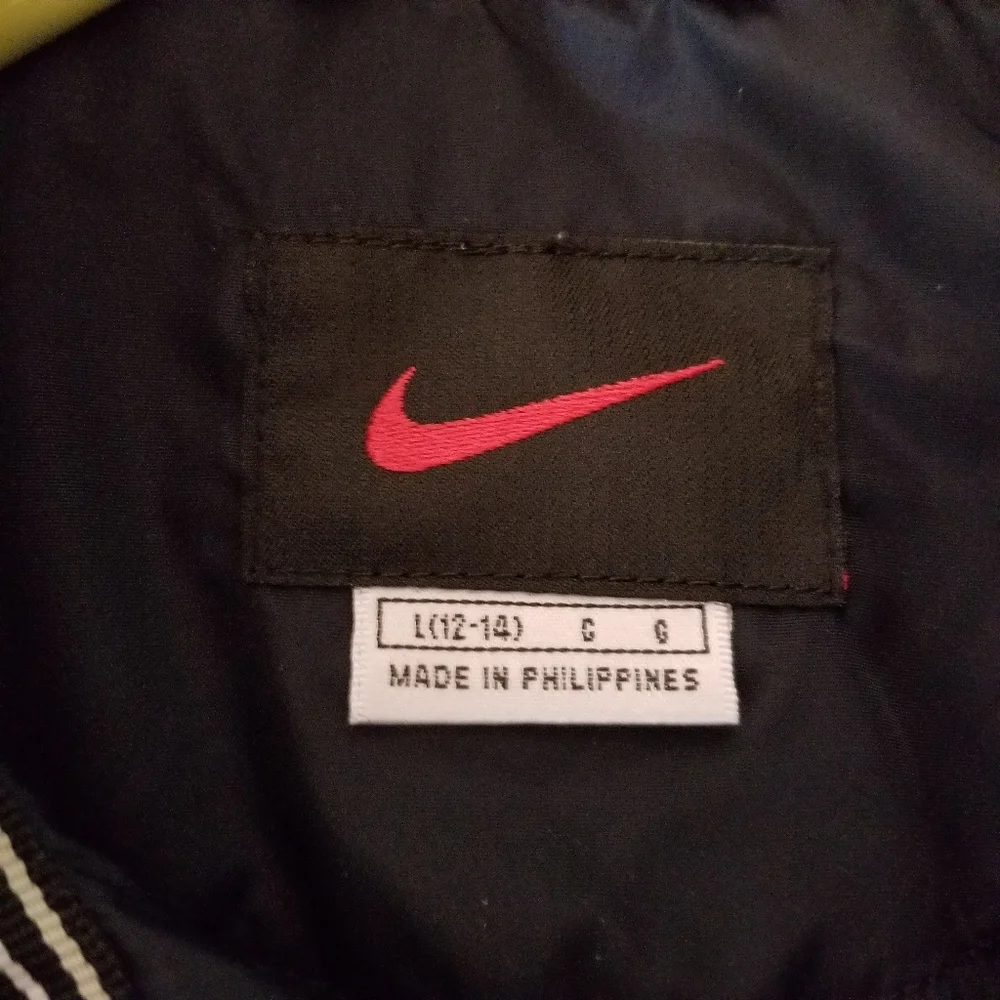 L(12-14) G G
MADE IN PHILIPPINES